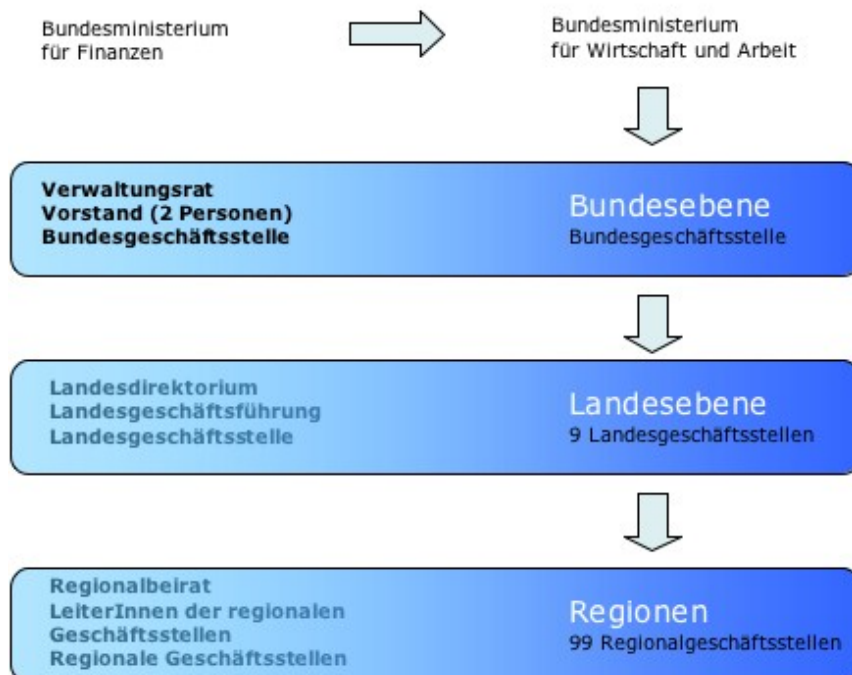 Bundesministerium
für Finanzen
Bundesministerium
für Wirtschaft und Arbeit
Verwaltungsrat
Vorstand (2 Personen)
Bundesgeschäftsstelle
Bundesebene
Bundesgeschäftsstelle
Landesdirektorium
Landesgeschäftsführung
Landesgeschäftsstelle
Landesebene
9 Landesgeschäftsstellen
Regionalbeirat
LeiterInnen der regionalen
Geschäftsstellen
Regionale Geschäftsstellen
Regionen
99 Regionalgeschäftsstellen